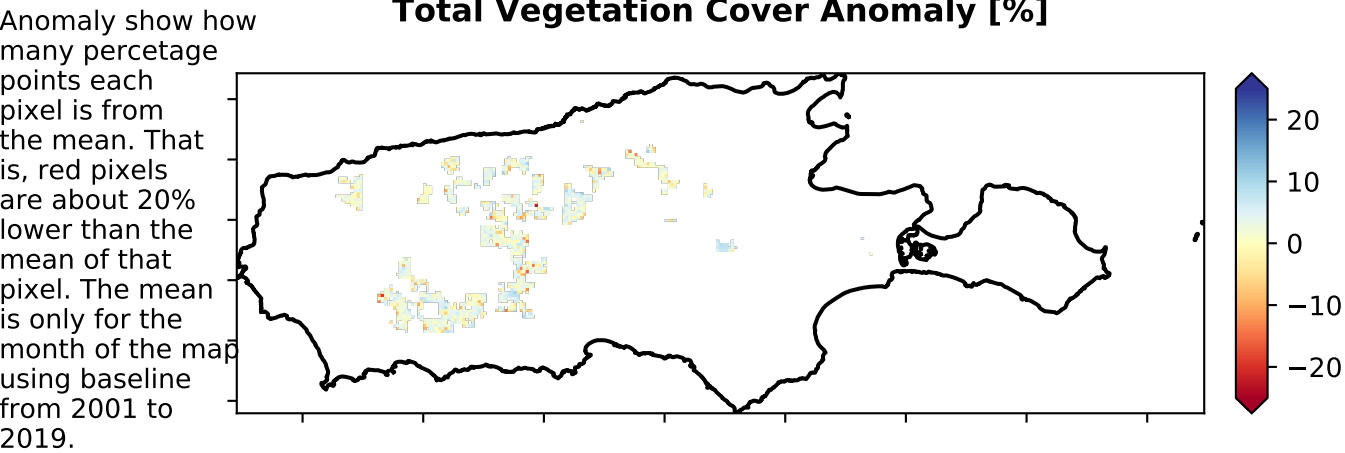 Total Vegetation Cover Anomaly [%]
Anomaly show how
many percetage
points each
pixel is from
the mean. That
is, red pixels
are about 20%
lower than the
mean of that
pixel. The mean
is only for the
month of the map
using baseline
from 2001 to
2019.
20
10
0
−10
−20